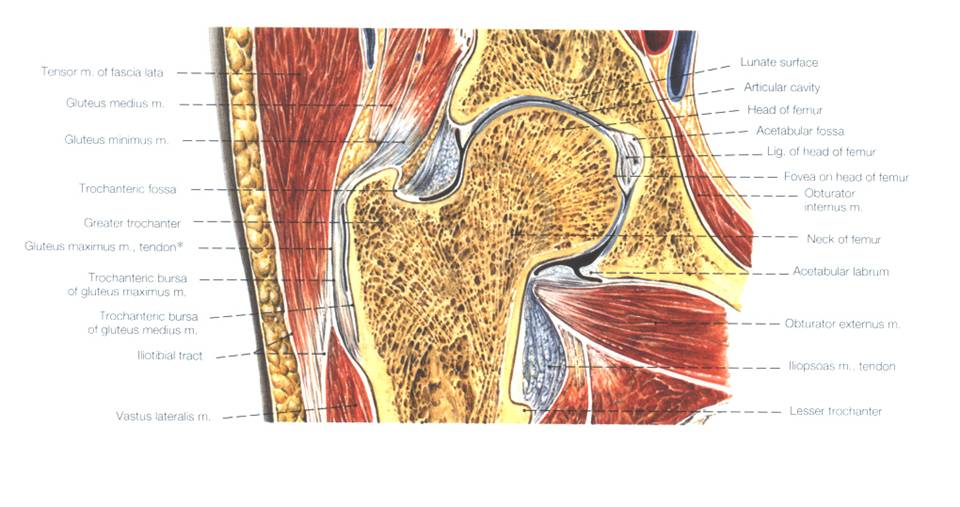 Tensor m. of fascia lata
Gluteus medius m.
Gluteus minimus m.
Trochanteric fossa
Greater trochanter
Gluteus maximus m., tendon*
Trochanteric bursa
of gluteus maximus m.
Trochanteric bursa
of gluteus medius m.
Iliotibial tract
Vastus lateralis m.
Lunate surface
Articular cavity
Head of femur
Acetabular fossa
Lig. of head of femur
Fovea on head of femur
Obturator
internus m.
Neck of femur
Acetabular labrum
Obturator externus m.
Iliopsoas m., tendon
Lesser trochanter